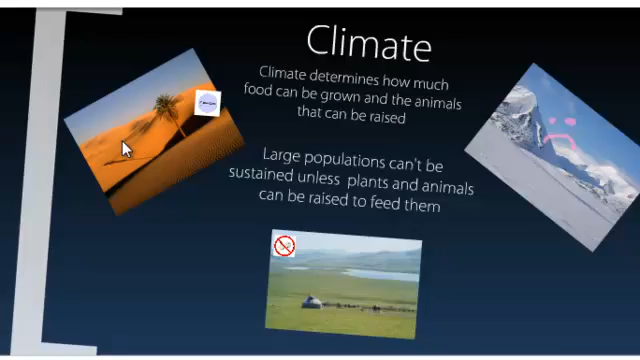 Climate
Climate determines how much
food can be grown and the animals
that can be raised
Large populations can't be
sustained unless plants and animals
can be raised to feed them